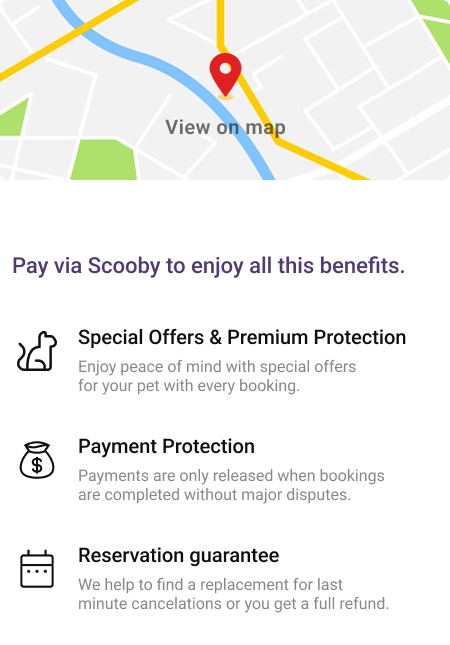 View on map
Pay via Scooby to enjoy all this benefits.
Special Offers & Premium Protection
Enjoy peace of mind with special offers
for your pet with every booking.
Payment Protection
Payments are only released when bookings
are completed without major disputes.
Reservation guarantee
We help to find a replacement for last
minute cancelations or you get a full refund.